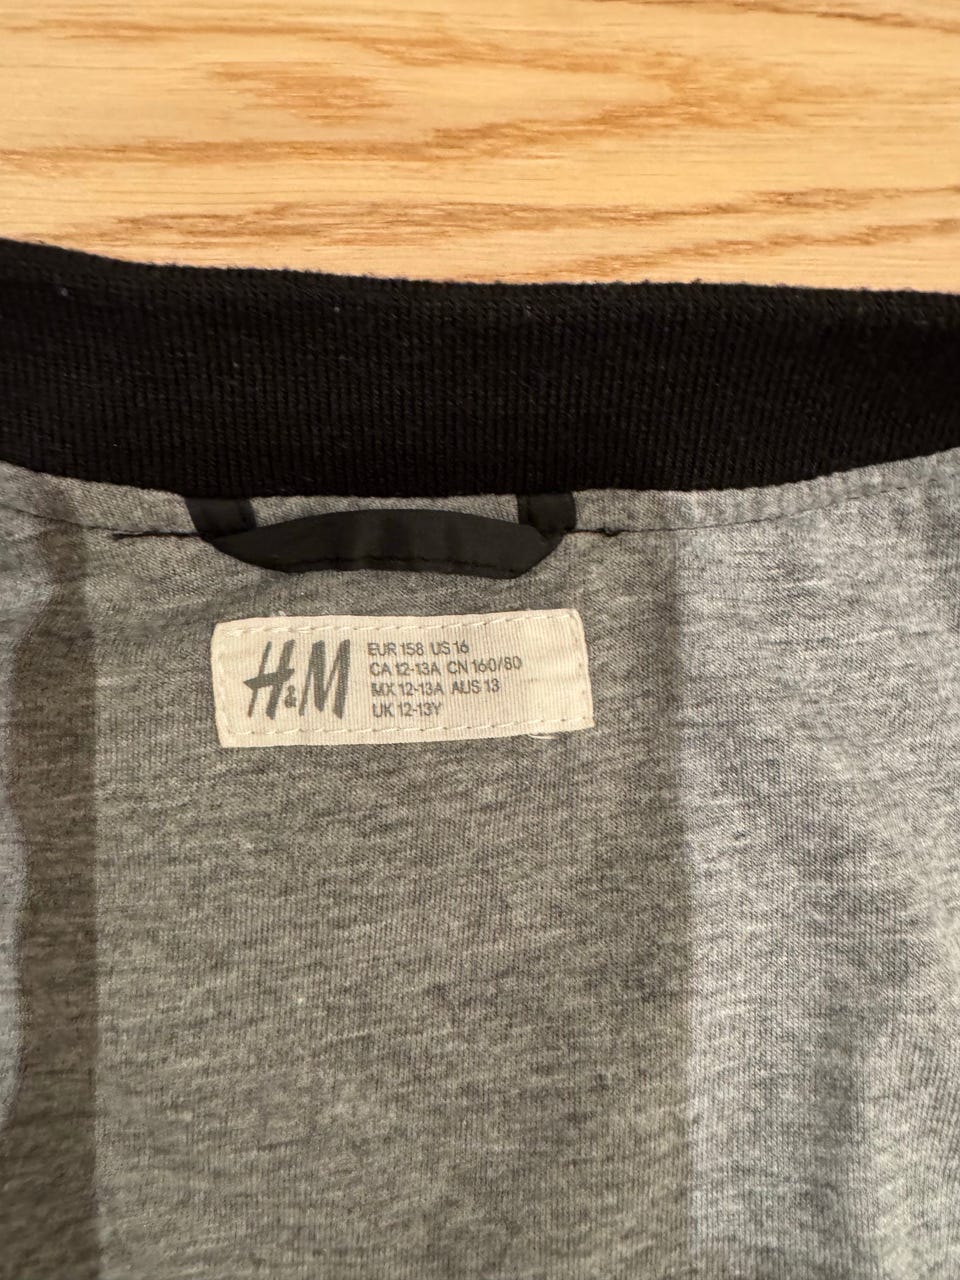 H&M
EUR 158 US 16
CA 12-13A CN 160/80
MX 12-13A AUS 13
UK 12-13Y